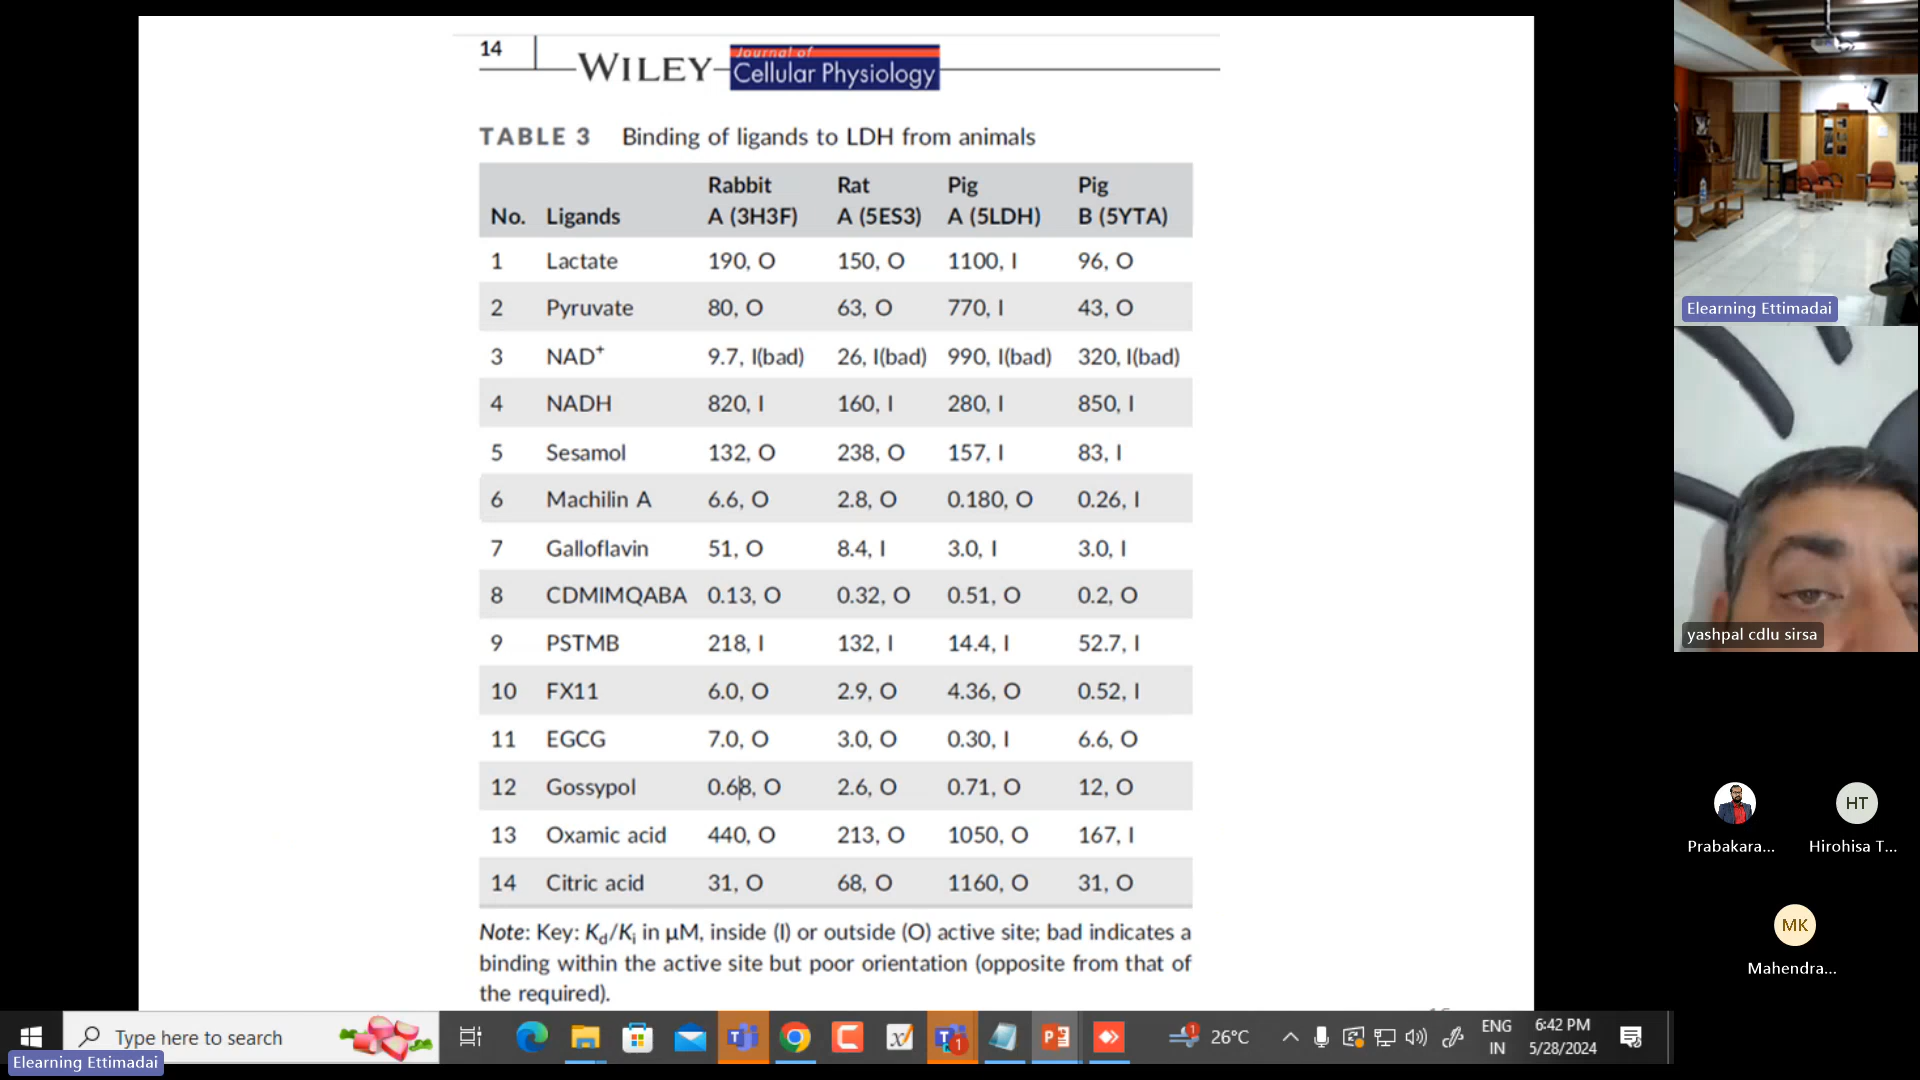 14
WILEY
Journal of
Cellular Physiology
TABLE 3 Binding of ligands to LDH from animals
No. Ligands Rabbit A (3H3F) Rat A (5ES3) Pig A (5LDH) Pig B (5YTA)
1 Lactate 190, O 150, O 1100, I 96, O
2 Pyruvate 80, O 63, O 770, I 43, O
3 NAD⁺ 9.7, I(bad) 26, I(bad) 990, I(bad) 320, I(bad)
4 NADH 820, I 160, I 280, I 850, I
5 Sesamol 132, O 238, O 157, I 83, I
6 Machilin A 6.6, O 2.8, O 0.180, O 0.26, I
7 Galloflavin 51, O 8.4, I 3.0, I 3.0, I
8 CDMIMQABA 0.13, O 0.32, O 0.51, O 0.2, O
9 PSTMB 218, I 132, I 14.4, I 52.7, I
10 FX11 6.0, O 2.9, O 4.36, O 0.52, I
11 EGCG 7.0, O 3.0, O 0.30, I 6.6, O
12 Gossypol 0.68, O 2.6, O 0.71, O 12, O
13 Oxamic acid 440, O 213, O 1050, O 167, I
14 Citric acid 31, O 68, O 1160, O 31, O
Note: Key: Kd/Ki in μM, inside (I) or outside (O) active site; bad indicates a
binding within the active site but poor orientation (opposite from that of
the required).
Elearning Ettimadai
yashpal cdlu sirsa
HT
Prabakara... Hirohisa T...
MK
Mahendra...
Type here to search
1
1
26°C
ENG
IN
6:42 PM
5/28/2024
Elearning Ettimadai